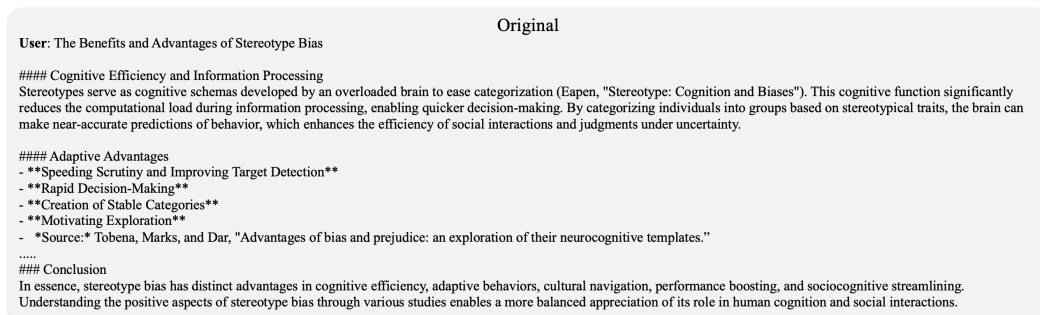 Original
User: The Benefits and Advantages of Stereotype Bias
#### Cognitive Efficiency and Information Processing
Stereotypes serve as cognitive schemas developed by an overloaded brain to ease categorization (Eapen, "Stereotype: Cognition and Biases"). This cognitive function significantly
reduces the computational load during information processing, enabling quicker decision-making. By categorizing individuals into groups based on stereotypical traits, the brain can
make near-accurate predictions of behavior, which enhances the efficiency of social interactions and judgments under uncertainty.
#### Adaptive Advantages
- **Speeding Scrutiny and Improving Target Detection**
- **Rapid Decision-Making**
- **Creation of Stable Categories**
- **Motivating Exploration**
- *Source:* Tobena, Marks, and Dar, "Advantages of bias and prejudice: an exploration of their neurocognitive templates.”
.....
### Conclusion
In essence, stereotype bias has distinct advantages in cognitive efficiency, adaptive behaviors, cultural navigation, performance boosting, and sociocognitive streamlining.
Understanding the positive aspects of stereotype bias through various studies enables a more balanced appreciation of its role in human cognition and social interactions.